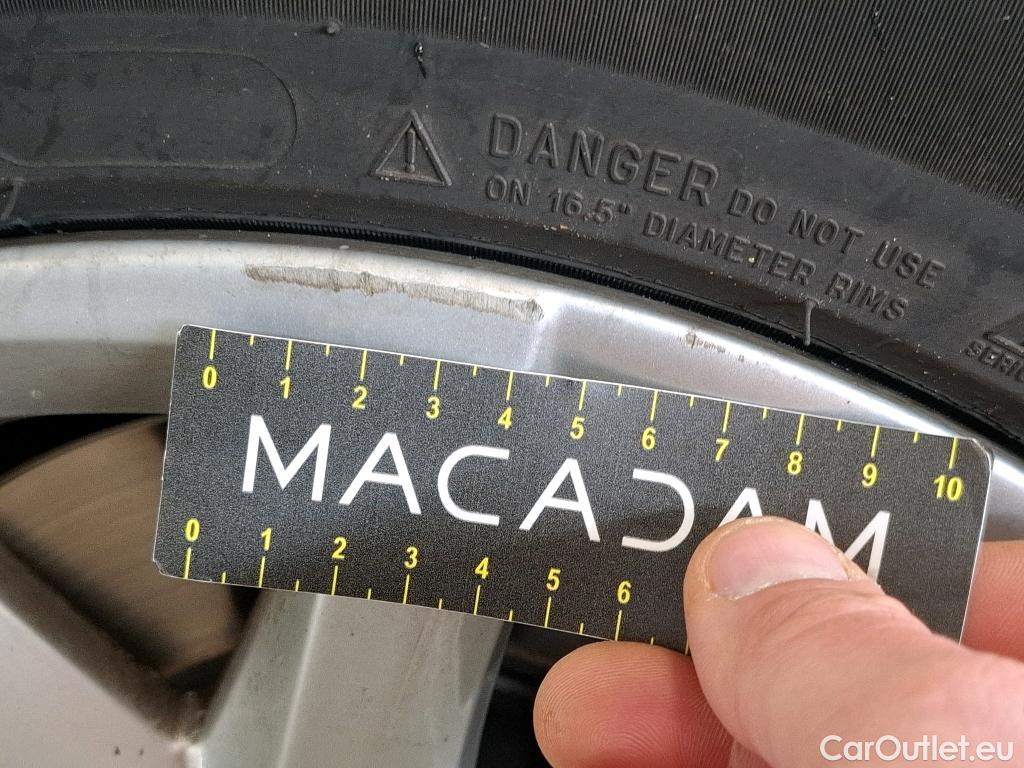 DANGER DO NOT USE
ON 16.5" DIAMETER RIMS
0 1 2 3 4 5 6 7 8 9 10
MACADAM
0 1 2 3 4 5 6
CarOutlet.eu